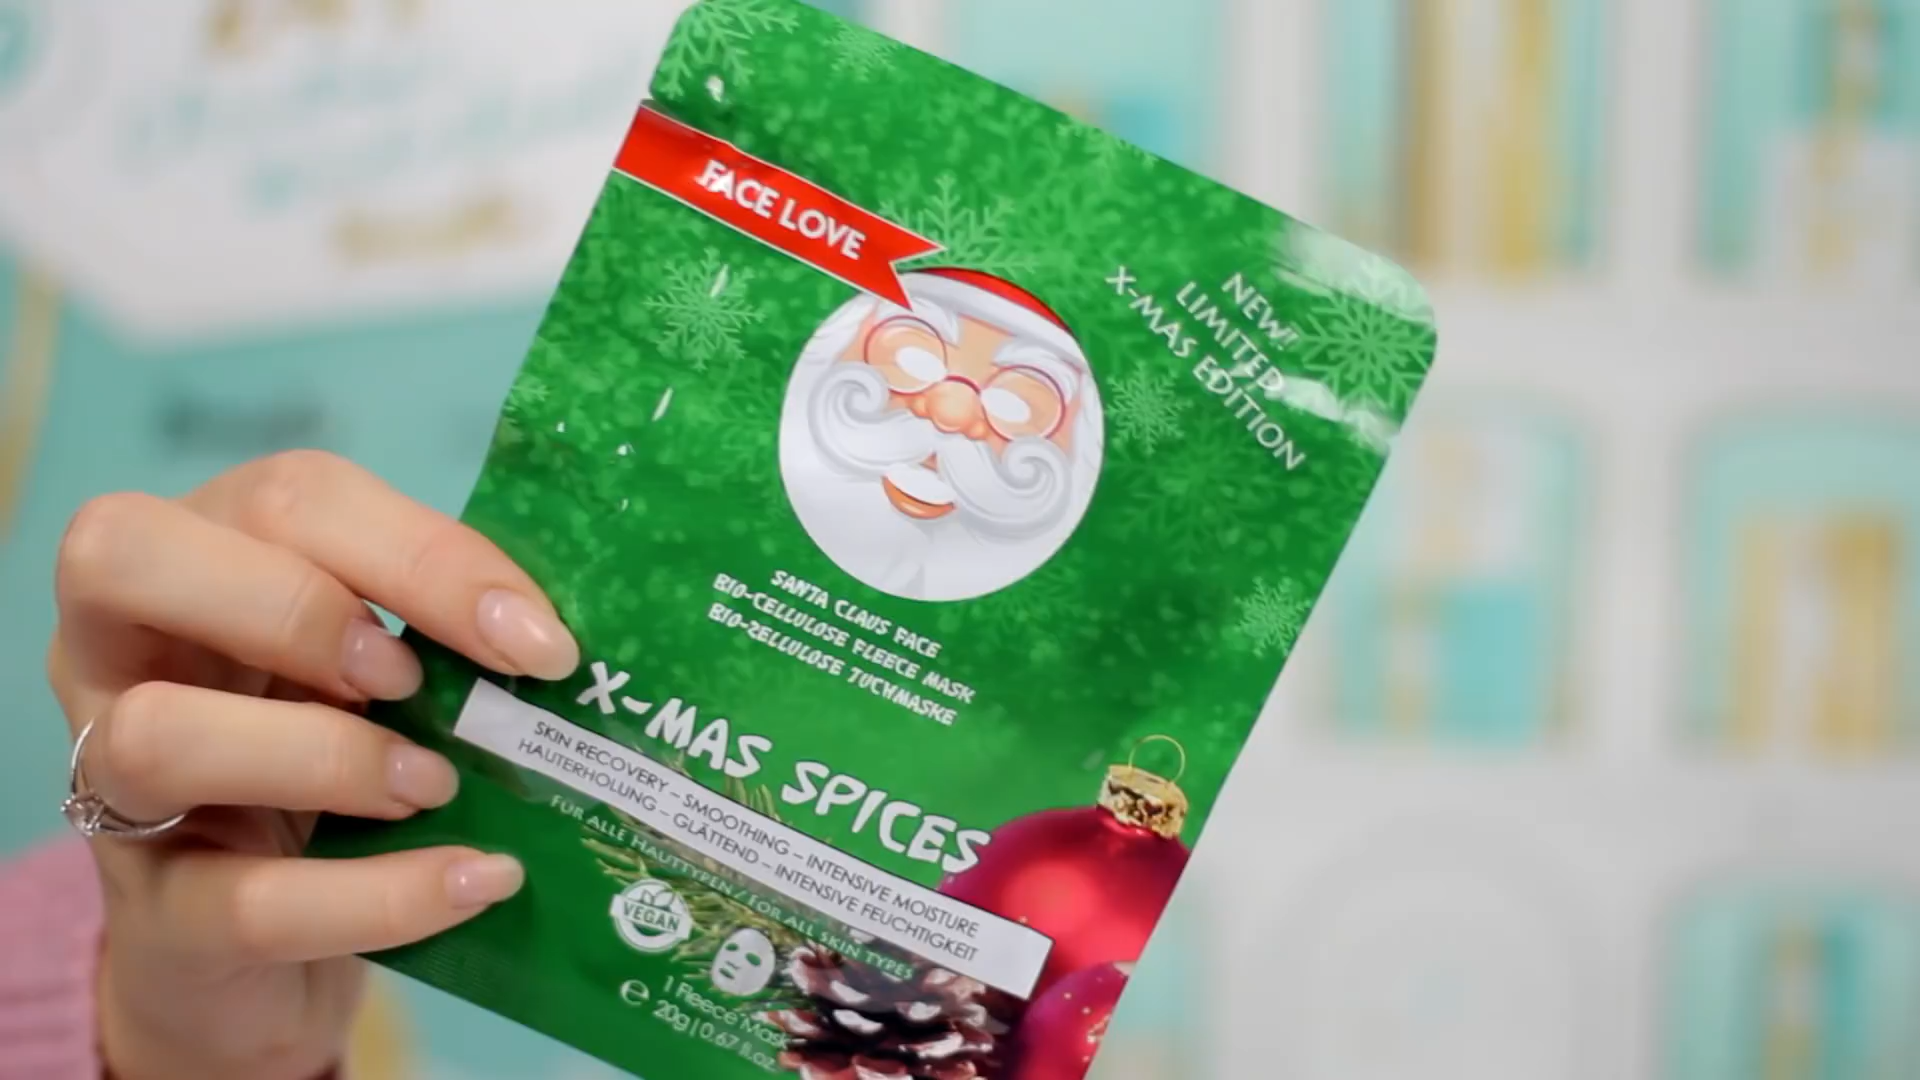 FACE LOVE
NEW!
LIMITED
X-MAS EDITION
SANTA CLAUS FACE
BIO-CELLULOSE FLEECE MASK
BIO-ZELLULOSE TUCHMASKE
X-MAS SPICES
SKIN RECOVERY – SMOOTHING – INTENSIVE MOISTURE
HAUTERHOLUNG – GLÄTTEND – INTENSIVE FEUCHTIGKEIT
FÜR ALLE HAUTTYPEN / FOR ALL SKIN TYPES
VEGAN
1 Fleece Mask
e 20g | 0.67 fl.oz.